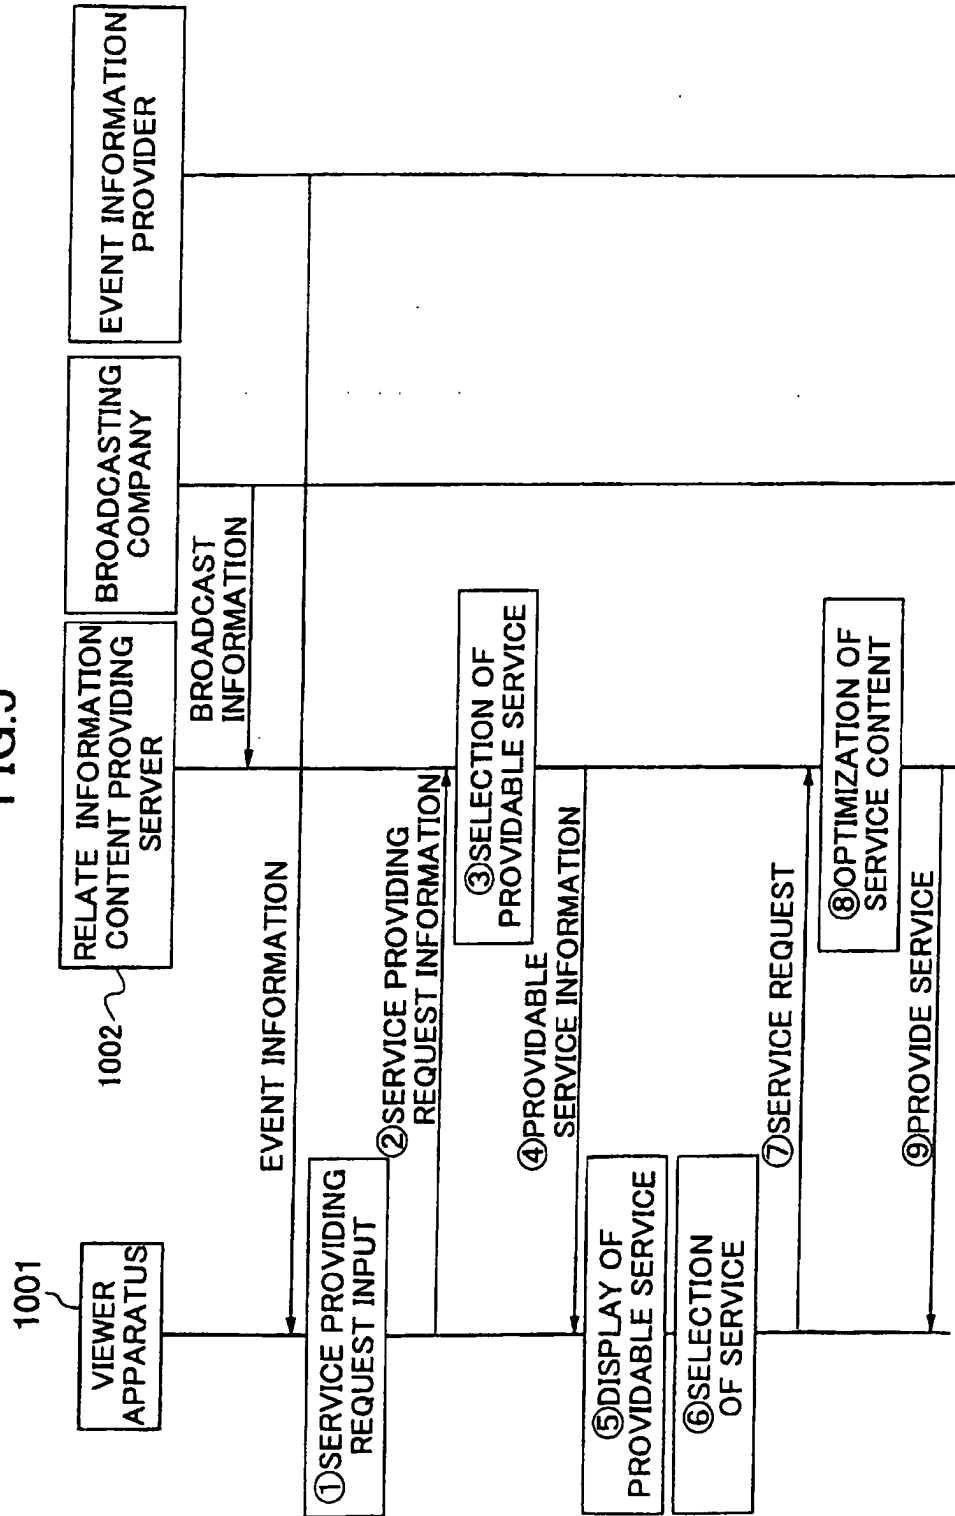 1001
VIEWER
APPARATUS
1002
RELATE INFORMATION
CONTENT PROVIDING
SERVER
BROADCASTING
COMPANY
EVENT INFORMATION
PROVIDER
BROADCAST
INFORMATION
EVENT INFORMATION
①SERVICE PROVIDING
REQUEST INPUT
②SERVICE PROVIDING
REQUEST INFORMATION
③SELECTION OF
PROVIDABLE SERVICE
④PROVIDABLE
SERVICE INFORMATION
⑤DISPLAY OF
PROVIDABLE SERVICE
⑥SELECTION
OF SERVICE
⑦SERVICE REQUEST
⑧OPTIMIZATION OF
SERVICE CONTENT
⑨PROVIDE SERVICE